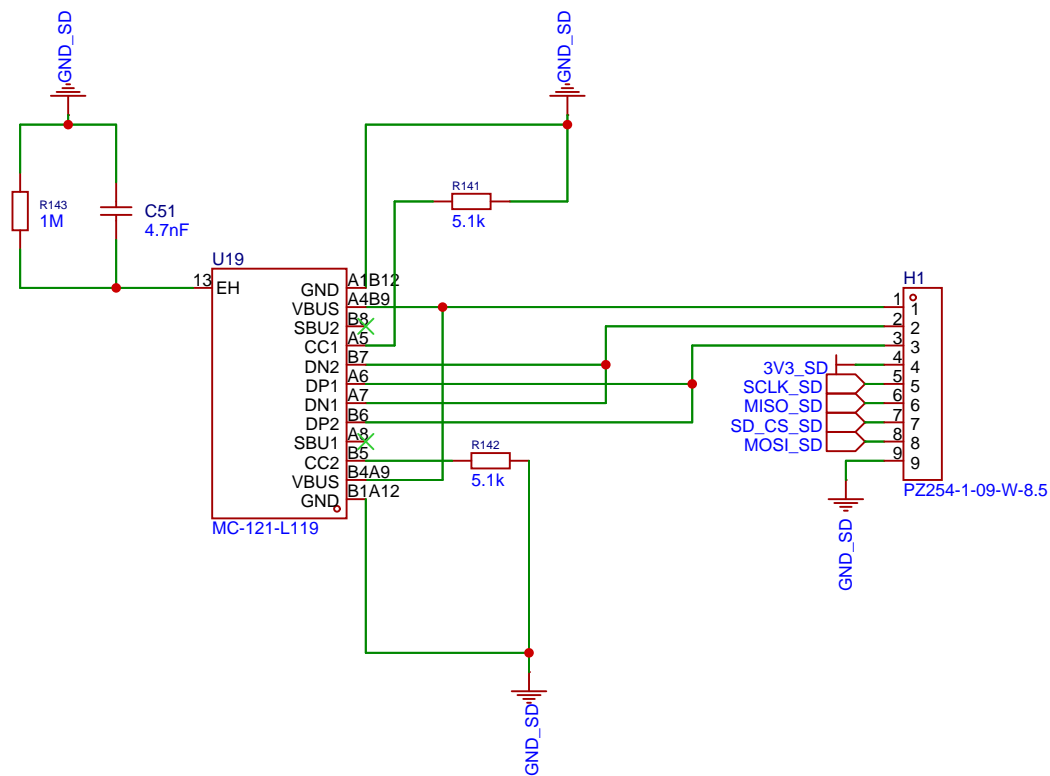 GND_SD
GND_SD
R143
1M
C51
4.7nF
R141
5.1k
U19
13
EH
GND
A1B12
VBUS
A4B9
SBU2
B8
CC1
A5
DN2
B7
DP1
A6
DN1
A7
DP2
B6
SBU1
A8
CC2
B5
VBUS
B4A9
GND
B1A12
MC-121-L119
R142
5.1k
GND_SD
H1
1
1
2
2
3
3
3V3_SD
4
4
SCLK_SD
5
5
MISO_SD
6
6
SD_CS_SD
7
7
MOSI_SD
8
8
9
9
PZ254-1-09-W-8.5
GND_SD